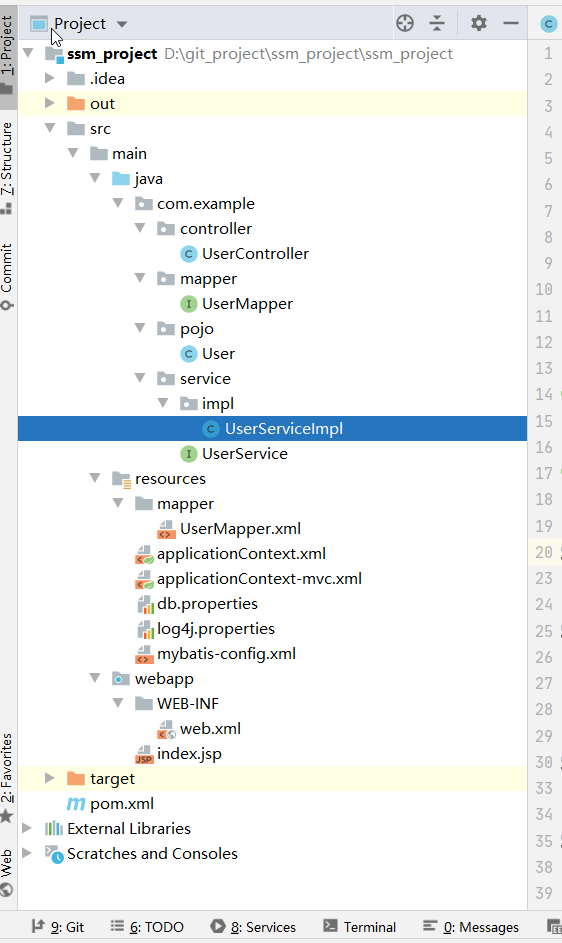 Project
1: Project
ssm_project D:\git_project\ssm_project\ssm_project
.idea
out
src
main
java
com.example
controller
C UserController
mapper
I UserMapper
pojo
C User
service
impl
C UserServiceImpl
I UserService
resources
mapper
UserMapper.xml
applicationContext.xml
applicationContext-mvc.xml
db.properties
log4j.properties
mybatis-config.xml
webapp
WEB-INF
web.xml
JSP index.jsp
target
m pom.xml
External Libraries
Scratches and Consoles
7: Structure
Commit
2: Favorites
Web
C
1
2
3
4
5
6
7
8
9
10
11
12
13
14
15
16
17
18
19
20
23
24
25
26
27
28
29
30
33
34
35
38
39
9: Git
6: TODO
8: Services
Terminal
0: Messages